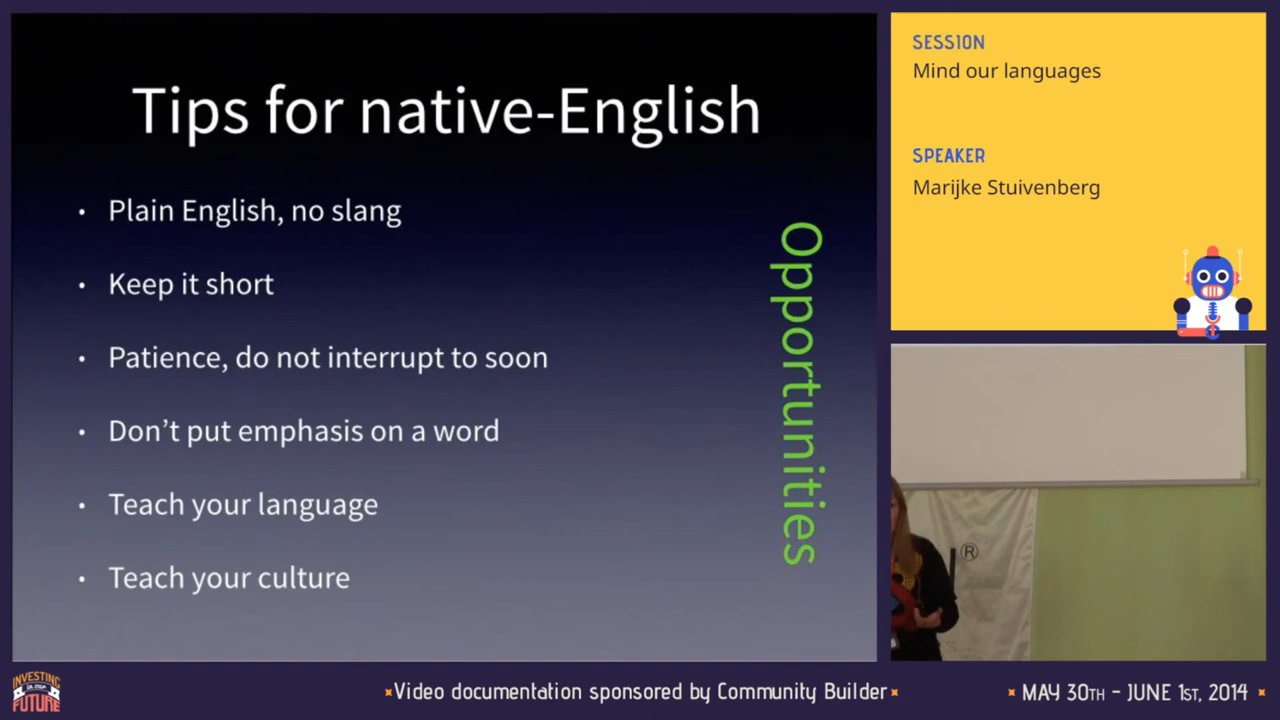 Tips for native-English
• Plain English, no slang
• Keep it short
• Patience, do not interrupt to soon
• Don’t put emphasis on a word
• Teach your language
• Teach your culture
Opportunities
SESSION
Mind our languages
SPEAKER
Marijke Stuivenberg
®
INVESTING
in our
FUTURE
Video documentation sponsored by Community Builder
MAY 30TH - JUNE 1ST, 2014